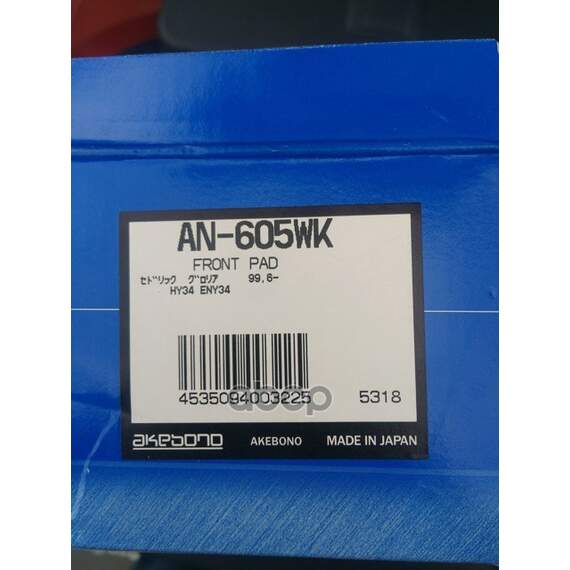 AN-605WK
FRONT PAD
ｾﾄﾞﾘｯｸ ｸﾞﾛﾘｱ 99,6-
HY34 ENY34
4535094003225 5318
akebono AKEBONO MADE IN JAPAN